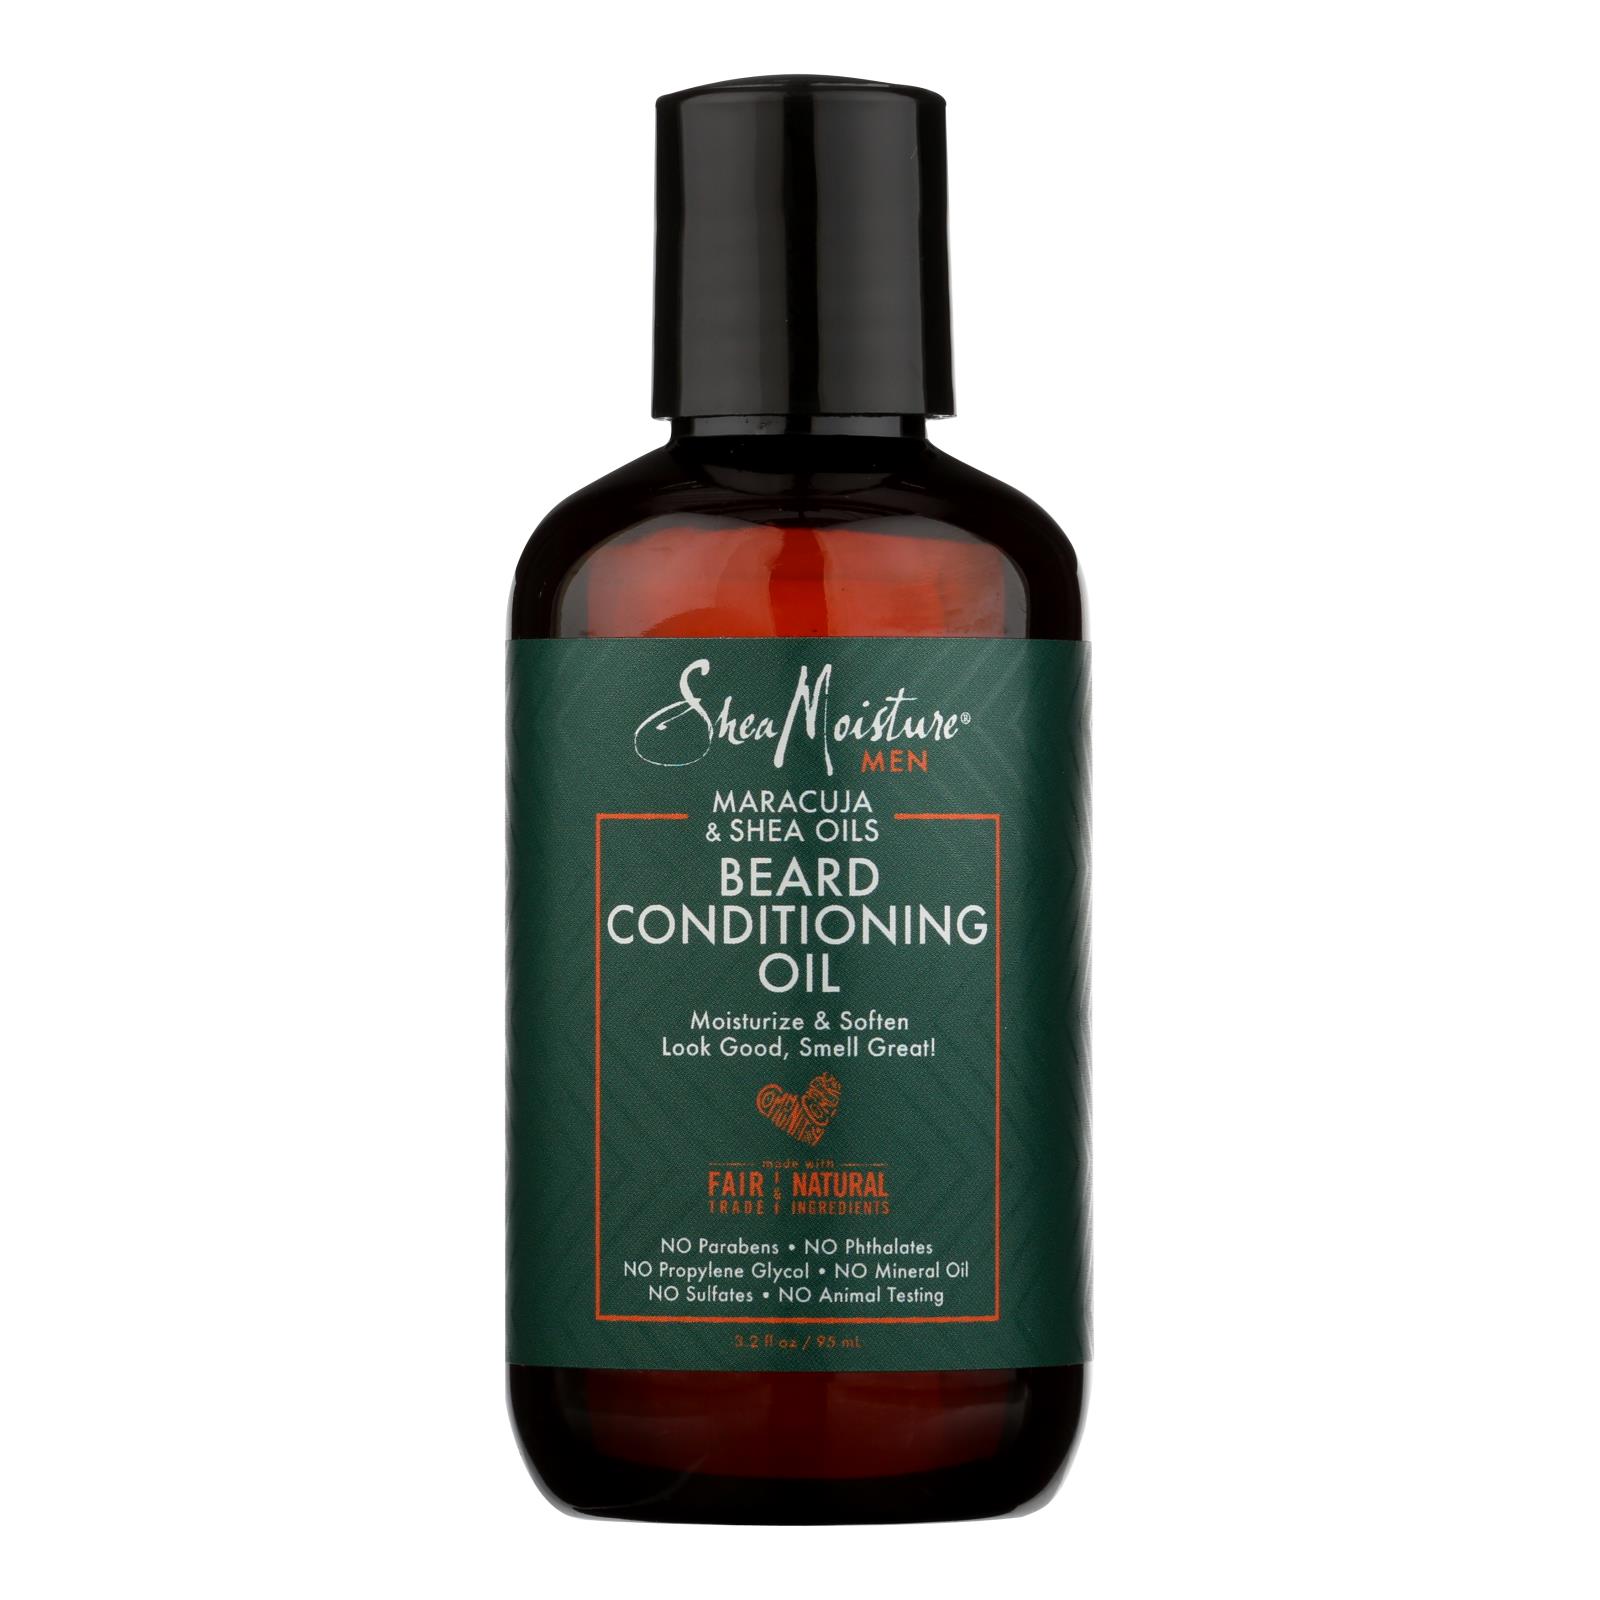 SheaMoisture®
MEN
MARACUJA
& SHEA OILS
BEARD
CONDITIONING
OIL
Moisturize & Soften
Look Good, Smell Great!
COMMUNITY COMMERCE
made with
FAIR & NATURAL
TRADE INGREDIENTS
NO Parabens • NO Phthalates
NO Propylene Glycol • NO Mineral Oil
NO Sulfates • NO Animal Testing
3.2 fl oz / 95 mL